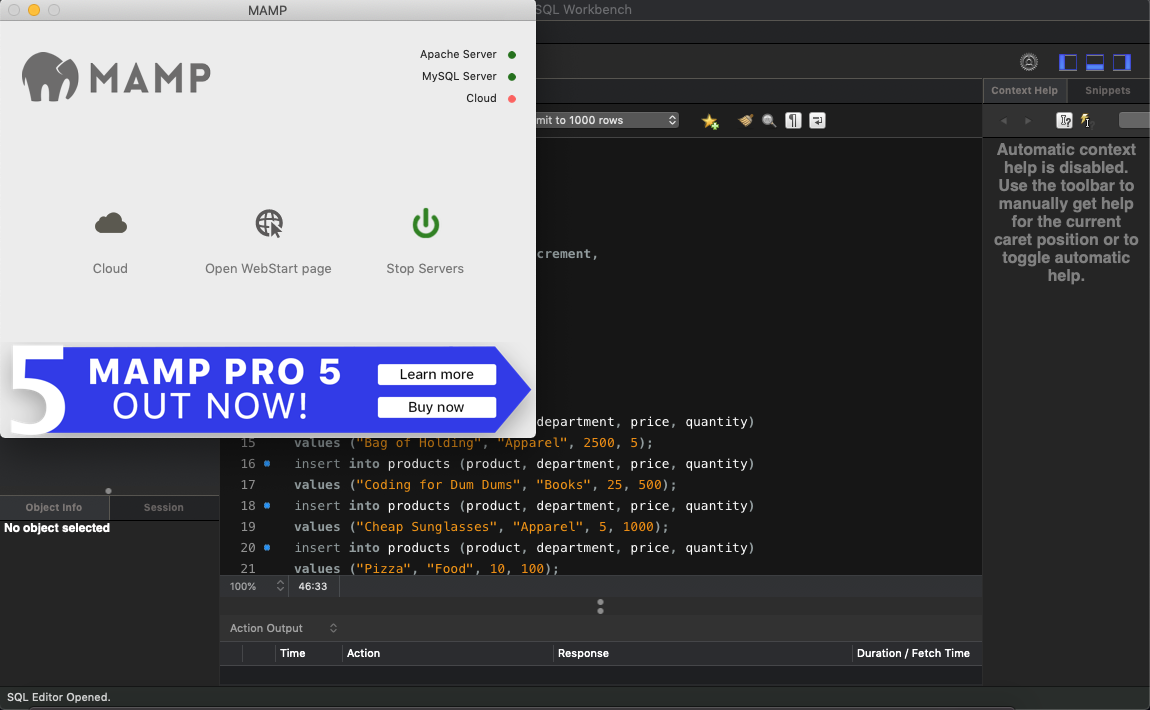 MAMP
SQL Workbench
MAMP
Apache Server
MySQL Server
Cloud
Cloud
Open WebStart page
Stop Servers
5
MAMP PRO 5
OUT NOW!
Learn more
Buy now
Context Help
Snippets
mit to 1000 rows
Automatic context
help is disabled.
Use the toolbar to
manually get help
for the current
caret position or to
toggle automatic
help.
crement,
department, price, quantity)
15 values ("Bag of Holding", "Apparel", 2500, 5);
16 insert into products (product, department, price, quantity)
17 values ("Coding for Dum Dums", "Books", 25, 500);
18 insert into products (product, department, price, quantity)
19 values ("Cheap Sunglasses", "Apparel", 5, 1000);
20 insert into products (product, department, price, quantity)
21 values ("Pizza", "Food", 10, 100);
Object Info
Session
No object selected
100%
46:33
Action Output
Time
Action
Response
Duration / Fetch Time
SQL Editor Opened.